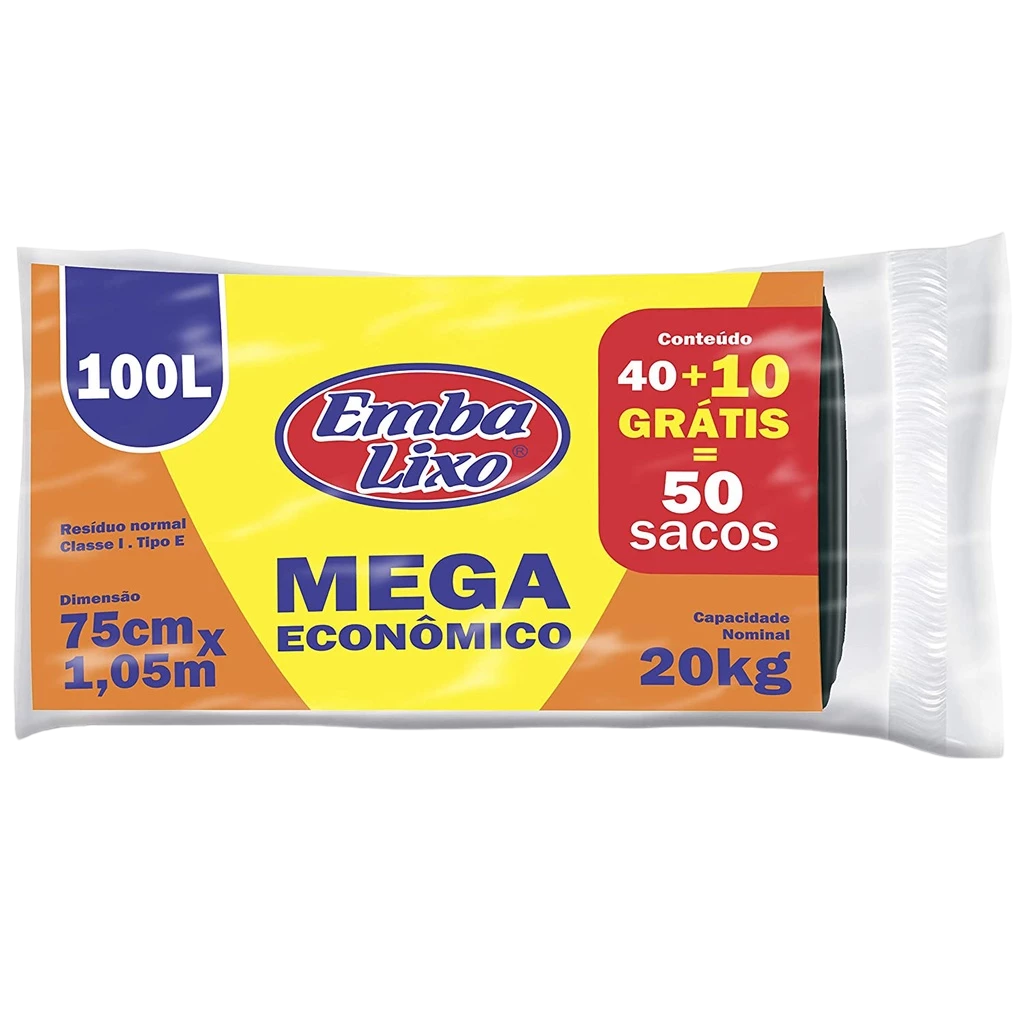 100L
Emba
Lixo®
Conteúdo
40+10
GRÁTIS
=
50
sacos
Resíduo normal
Classe I . Tipo E
Dimensão
75cm x
1,05m
MEGA
ECONÔMICO
Capacidade
Nominal
20kg